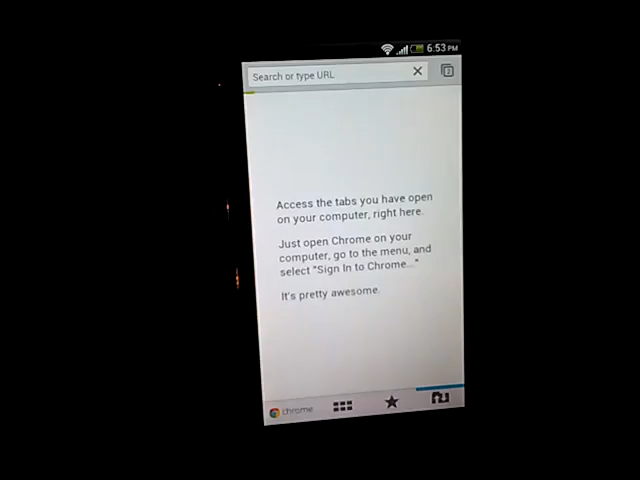 6:53 PM
Search or type URL
2
Access the tabs you have open
on your computer, right here.
Just open Chrome on your
computer, go to the menu, and
select "Sign In to Chrome..."
It's pretty awesome.
chrome